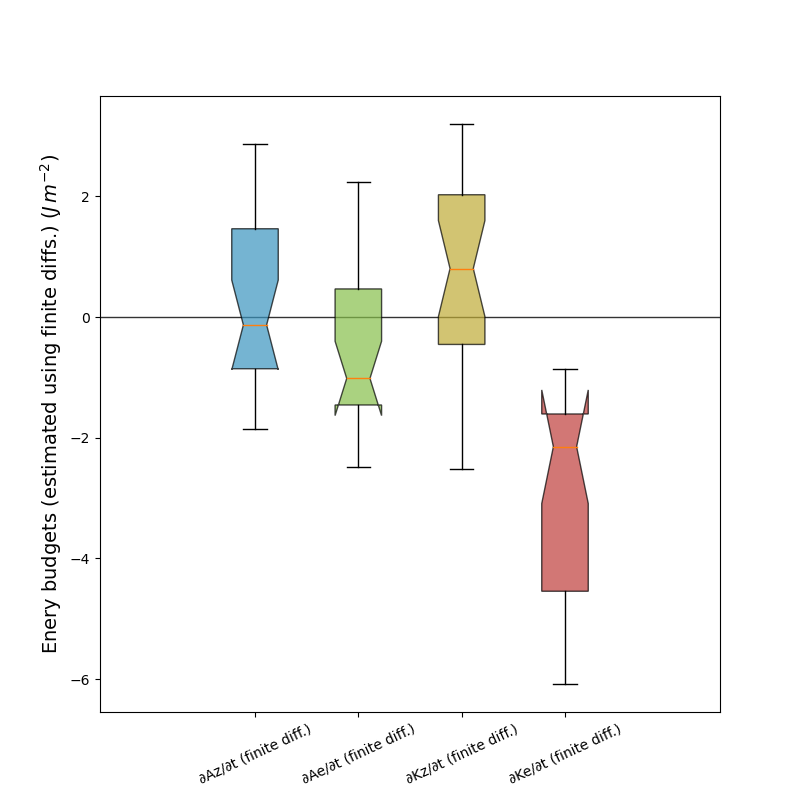 Enery budgets (estimated using finite diffs.) (J m⁻²)
2
0
−2
−4
−6
∂Az/∂t (finite diff.)
∂Ae/∂t (finite diff.)
∂Kz/∂t (finite diff.)
∂Ke/∂t (finite diff.)